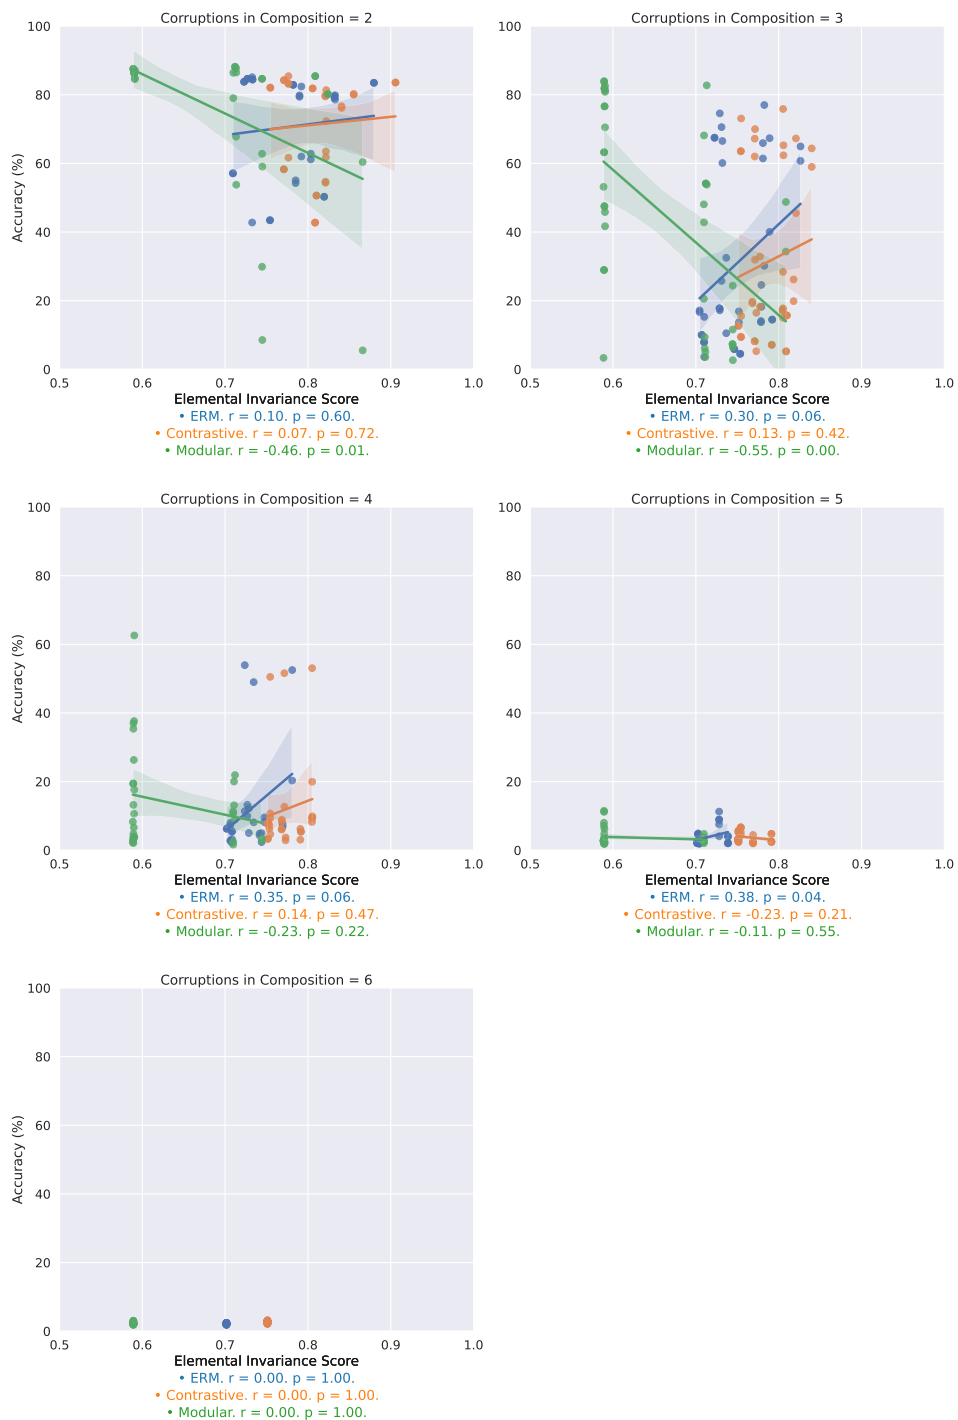 Corruptions in Composition = 2
100
80
60
40
20
0
Accuracy (%)
0.5 0.6 0.7 0.8 0.9 1.0
Elemental Invariance Score
• ERM. r = 0.10. p = 0.60.
• Contrastive. r = 0.07. p = 0.72.
• Modular. r = -0.46. p = 0.01.
Corruptions in Composition = 3
100
80
60
40
20
0
0.5 0.6 0.7 0.8 0.9 1.0
Elemental Invariance Score
• ERM. r = 0.30. p = 0.06.
• Contrastive. r = 0.13. p = 0.42.
• Modular. r = -0.55. p = 0.00.
Corruptions in Composition = 4
100
80
60
40
20
0
Accuracy (%)
0.5 0.6 0.7 0.8 0.9 1.0
Elemental Invariance Score
• ERM. r = 0.35. p = 0.06.
• Contrastive. r = 0.14. p = 0.47.
• Modular. r = -0.23. p = 0.22.
Corruptions in Composition = 5
100
80
60
40
20
0
0.5 0.6 0.7 0.8 0.9 1.0
Elemental Invariance Score
• ERM. r = 0.38. p = 0.04.
• Contrastive. r = -0.23. p = 0.21.
• Modular. r = -0.11. p = 0.55.
Corruptions in Composition = 6
100
80
60
40
20
0
Accuracy (%)
0.5 0.6 0.7 0.8 0.9 1.0
Elemental Invariance Score
• ERM. r = 0.00. p = 1.00.
• Contrastive. r = 0.00. p = 1.00.
• Modular. r = 0.00. p = 1.00.